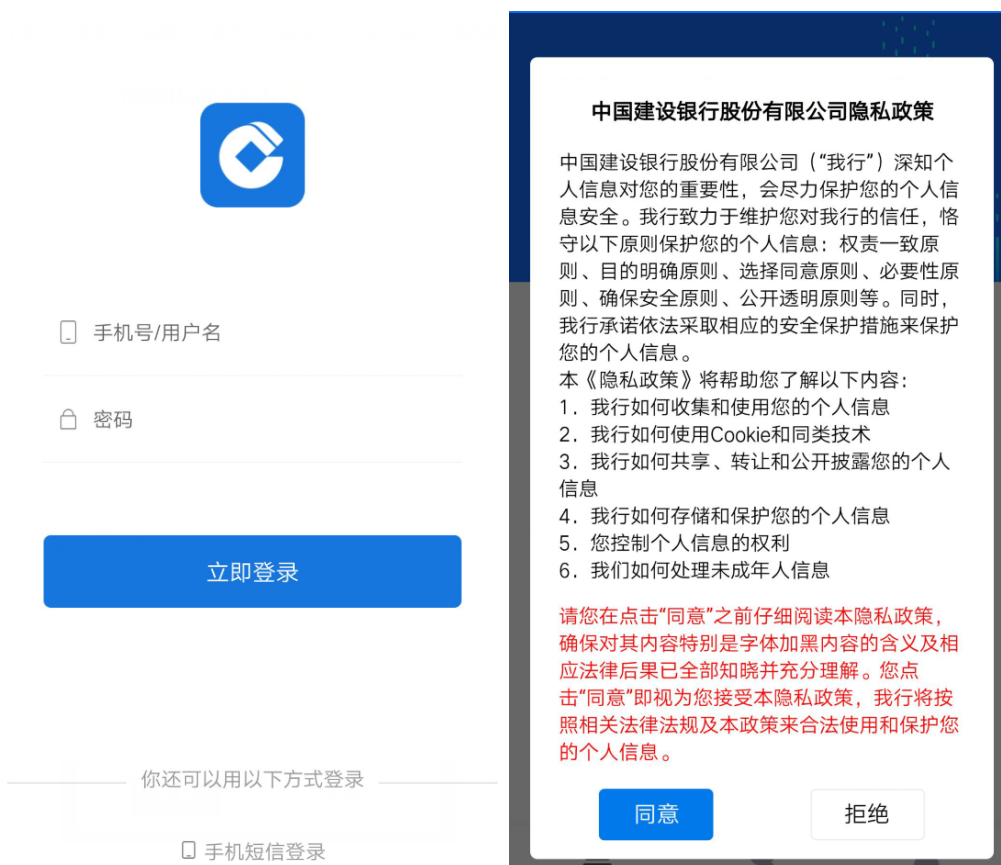 手机号/用户名
密码
立即登录
你还可以用以下方式登录
手机短信登录
中国建设银行股份有限公司隐私政策
中国建设银行股份有限公司（“我行”）深知个
人信息对您的重要性，会尽力保护您的个人信
息安全。我行致力于维护您对我行的信任，恪
守以下原则保护您的个人信息：权责一致原
则、目的明确原则、选择同意原则、必要性原
则、确保安全原则、公开透明原则等。同时，
我行承诺依法采取相应的安全保护措施来保护
您的个人信息。
本《隐私政策》将帮助您了解以下内容：
1．我行如何收集和使用您的个人信息
2．我行如何使用Cookie和同类技术
3．我行如何共享、转让和公开披露您的个人
信息
4．我行如何存储和保护您的个人信息
5．您控制个人信息的权利
6．我们如何处理未成年人信息
请您在点击“同意”之前仔细阅读本隐私政策，
确保对其内容特别是字体加黑内容的含义及相
应法律后果已全部知晓并充分理解。您点
击“同意”即视为您接受本隐私政策，我行将按
照相关法律法规及本政策来合法使用和保护您
的个人信息。
同意
拒绝